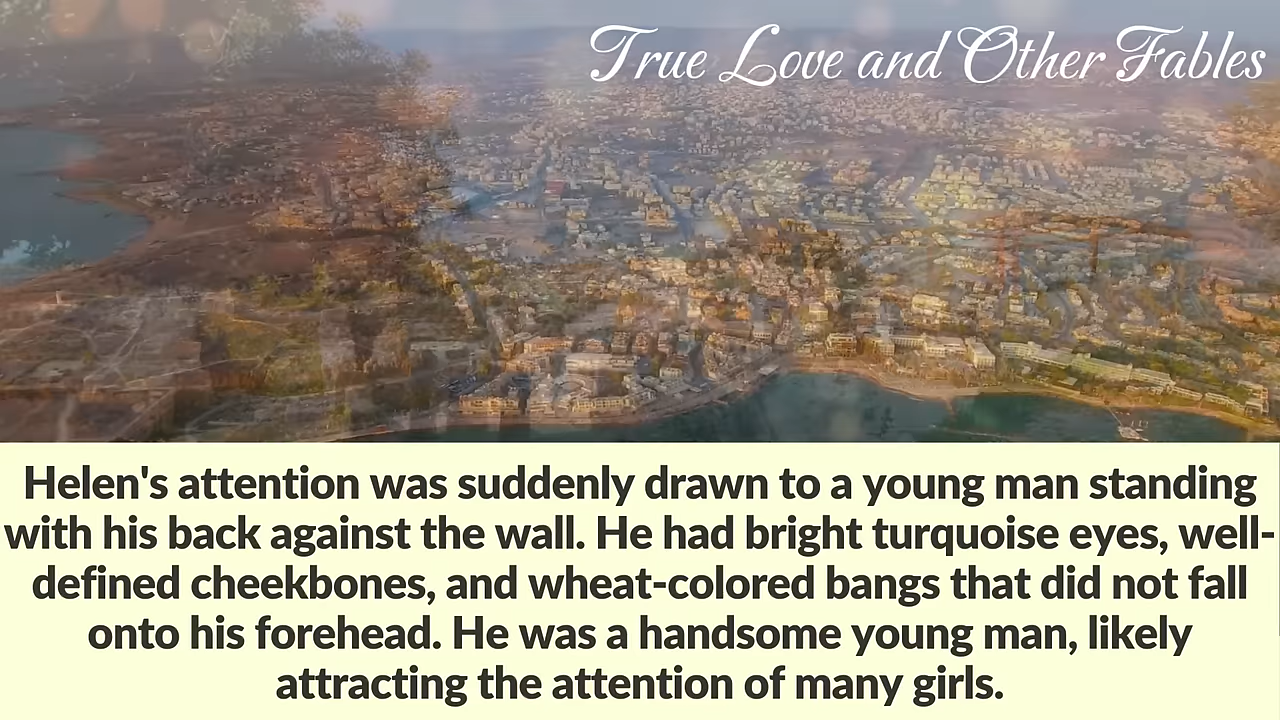 True Love and Other Fables
Helen's attention was suddenly drawn to a young man standing
with his back against the wall. He had bright turquoise eyes, well-
defined cheekbones, and wheat-colored bangs that did not fall
onto his forehead. He was a handsome young man, likely
attracting the attention of many girls.